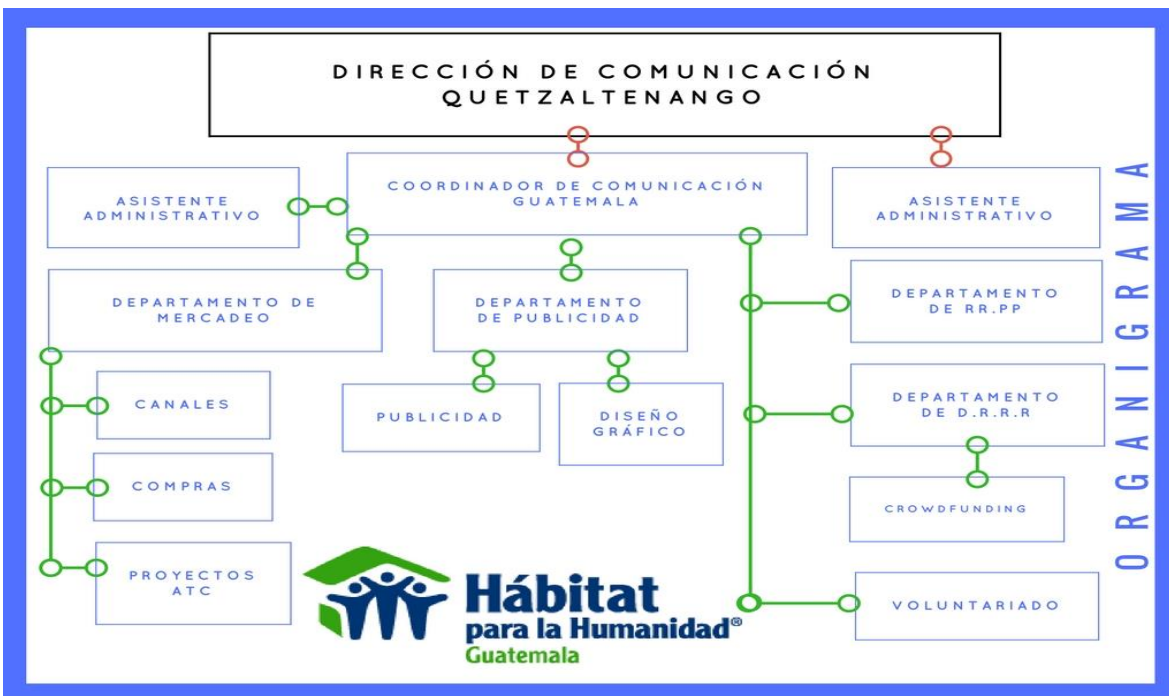 DIRECCIÓN DE COMUNICACIÓN
QUETZALTENANGO
ASISTENTE
ADMINISTRATIVO
COORDINADOR DE COMUNICACIÓN
GUATEMALA
ASISTENTE
ADMINISTRATIVO
DEPARTAMENTO DE
MERCADEO
DEPARTAMENTO
DE PUBLICIDAD
DEPARTAMENTO
DE RR.PP
CANALES
PUBLICIDAD
DISEÑO
GRÁFICO
DEPARTAMENTO
DE D.R.R.R
COMPRAS
CROWDFUNDING
PROYECTOS
ATC
VOLUNTARIADO
Hábitat
para la Humanidad®
Guatemala
ORGANIGRAMA